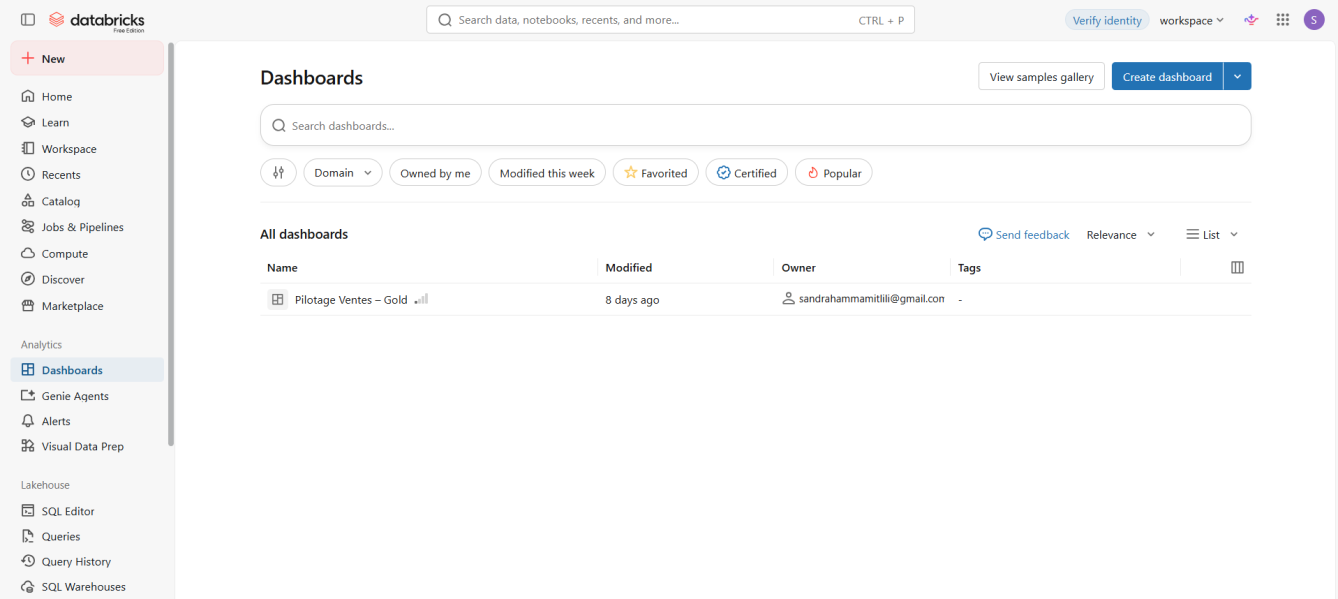 databricks
Free Edition
Search data, notebooks, recents, and more... CTRL + P
Verify identity workspace S
New
Home
Learn
Workspace
Recents
Catalog
Jobs & Pipelines
Compute
Discover
Marketplace
Analytics
Dashboards
Genie Agents
Alerts
Visual Data Prep
Lakehouse
SQL Editor
Queries
Query History
SQL Warehouses
Dashboards
View samples gallery Create dashboard
Search dashboards...
Domain Owned by me Modified this week Favorited Certified Popular
All dashboards Send feedback Relevance List
Name Modified Owner Tags
Pilotage Ventes – Gold 8 days ago sandrahammamitlili@gmail.com -